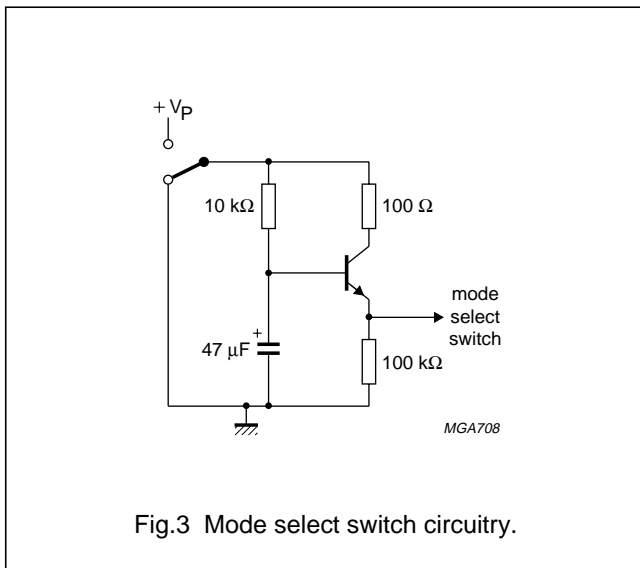 + VP
10 kΩ
100 Ω
mode
select
switch
+
47 μF
100 kΩ
MGA708
Fig.3 Mode select switch circuitry.